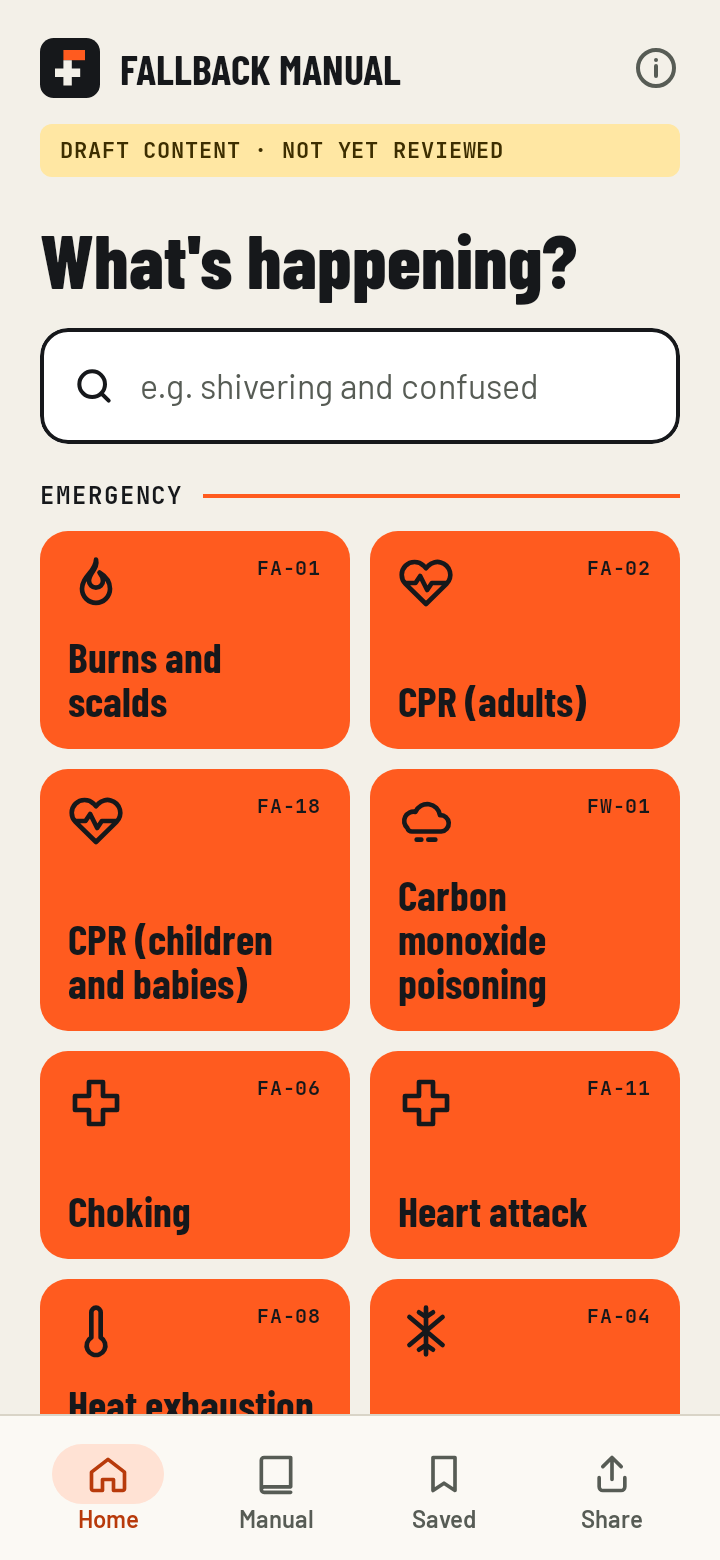 FALLBACK MANUAL
DRAFT CONTENT · NOT YET REVIEWED
What's happening?
e.g. shivering and confused
EMERGENCY
FA-01
Burns and
scalds
FA-02
CPR (adults)
FA-18
CPR (children
and babies)
FW-01
Carbon
monoxide
poisoning
FA-06
Choking
FA-11
Heart attack
FA-08
Heat exhaustion
FA-04
Home
Manual
Saved
Share